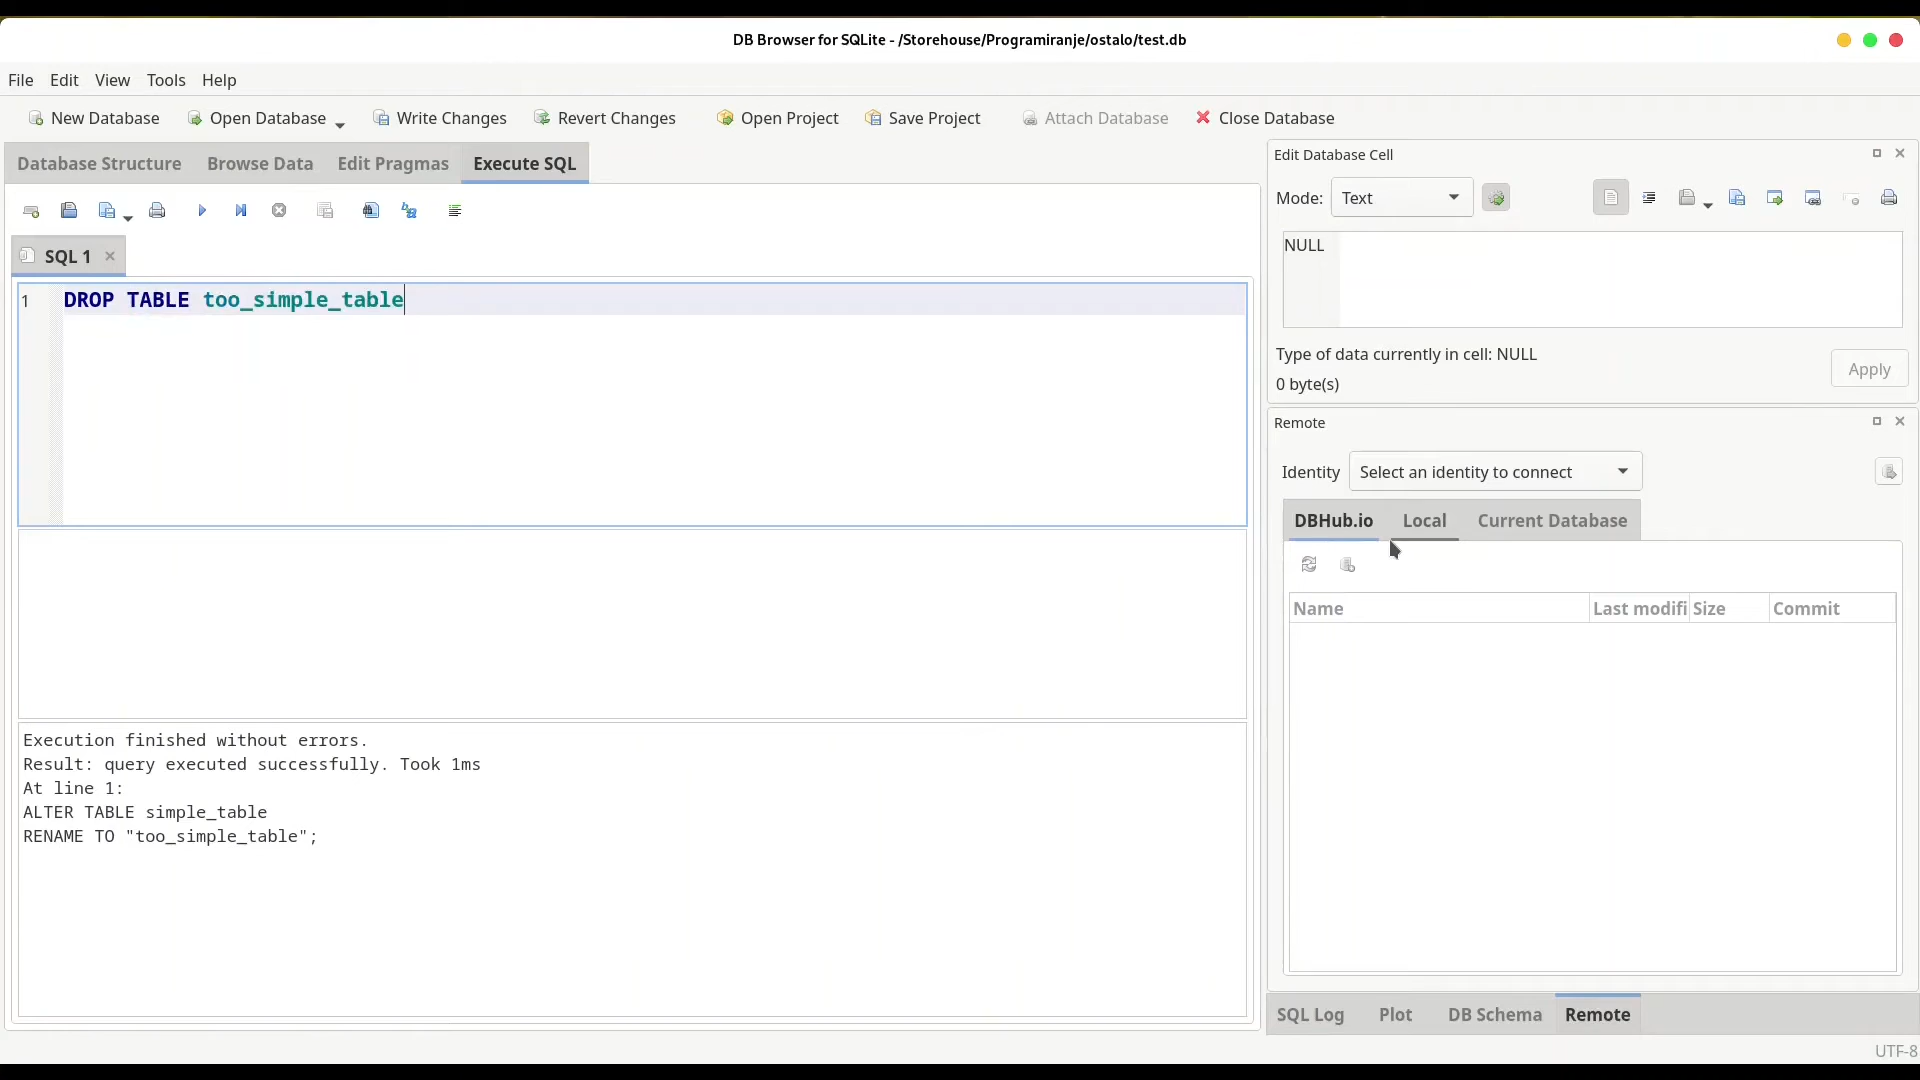 DB Browser for SQLite - /Storehouse/Programiranje/ostalo/test.db
File Edit View Tools Help
New Database Open Database Write Changes Revert Changes Open Project Save Project Attach Database Close Database
Database Structure Browse Data Edit Pragmas Execute SQL
SQL 1
1 DROP TABLE too_simple_table
Execution finished without errors.
Result: query executed successfully. Took 1ms
At line 1:
ALTER TABLE simple_table
RENAME TO "too_simple_table";
Edit Database Cell
Mode: Text
NULL
Type of data currently in cell: NULL
0 byte(s)
Apply
Remote
Identity Select an identity to connect
DBHub.io Local Current Database
Name Last modifi Size Commit
SQL Log Plot DB Schema Remote
UTF-8